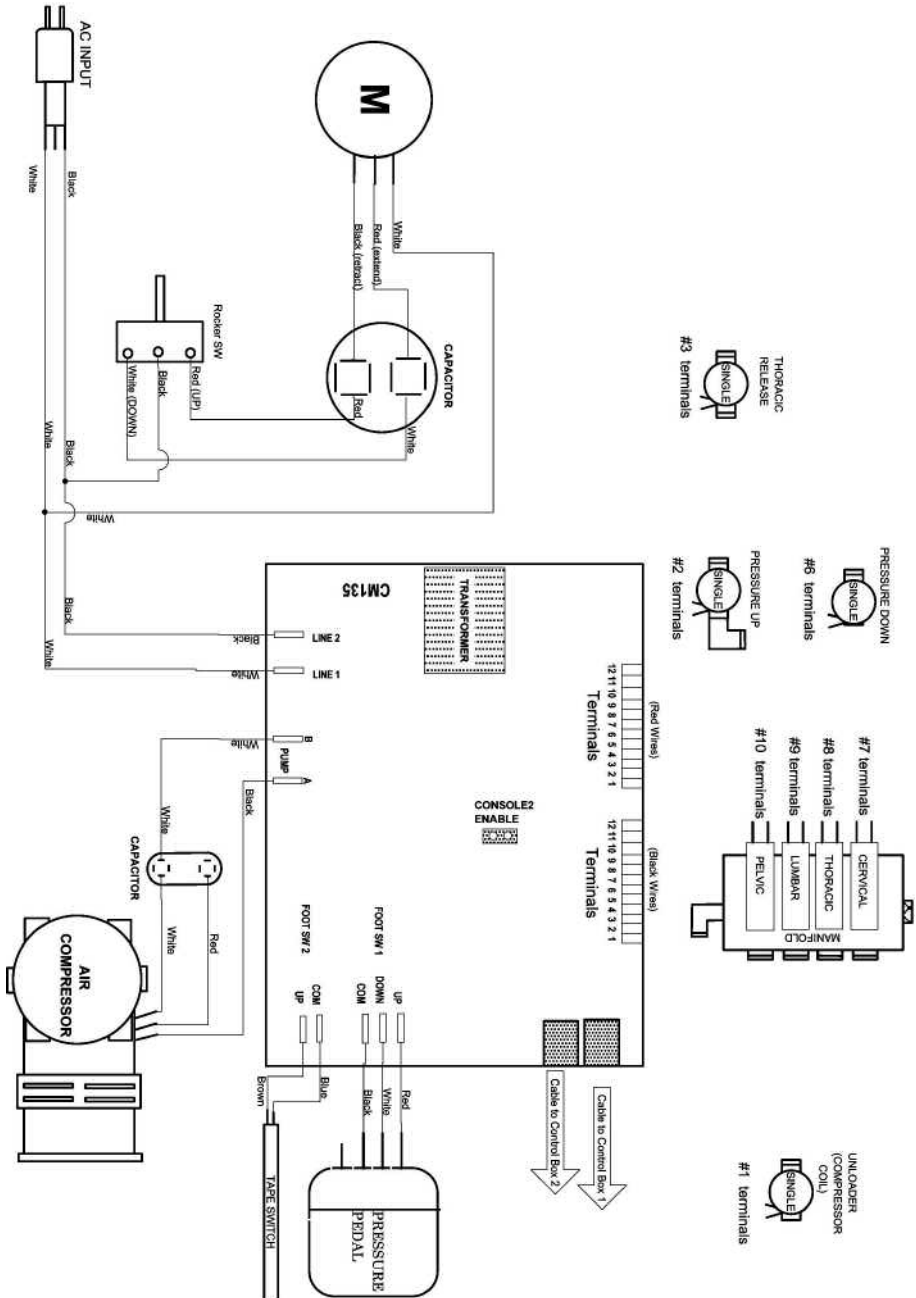 AC INPUT
White
Black
M
Black (retract)
Red (extend)
White
Rocker SW
White (DOWN)
Black
Red (UP)
CAPACITOR
Red
White
White
Black
White
Black
White
THORACIC
RELEASE
SINGLE
#3 terminals
PRESSURE UP
SINGLE
#2 terminals
PRESSURE DOWN
SINGLE
#6 terminals
CM135
TRANSFORMER
Black
LINE 2
White
LINE 1
White
B
PUMP
A
Black
White
CAPACITOR
White
Red
AIR
COMPRESSOR
(Red Wires)
12 11 10 9 8 7 6 5 4 3 2 1
Terminals
(Black Wires)
12 11 10 9 8 7 6 5 4 3 2 1
Terminals
CONSOLE2
ENABLE
FOOT SW 2
UP
COM
FOOT SW 1
COM
DOWN
UP
Brown
Blue
Black
White
Red
TAPE SWITCH
PRESSURE
PEDAL
Cable to Control Box 2
Cable to Control Box 1
#10 terminals
#9 terminals
#8 terminals
#7 terminals
PELVIC
LUMBAR
THORACIC
CERVICAL
MANIFOLD
UNLOADER
(COMPRESSOR
COIL)
SINGLE
#1 terminals